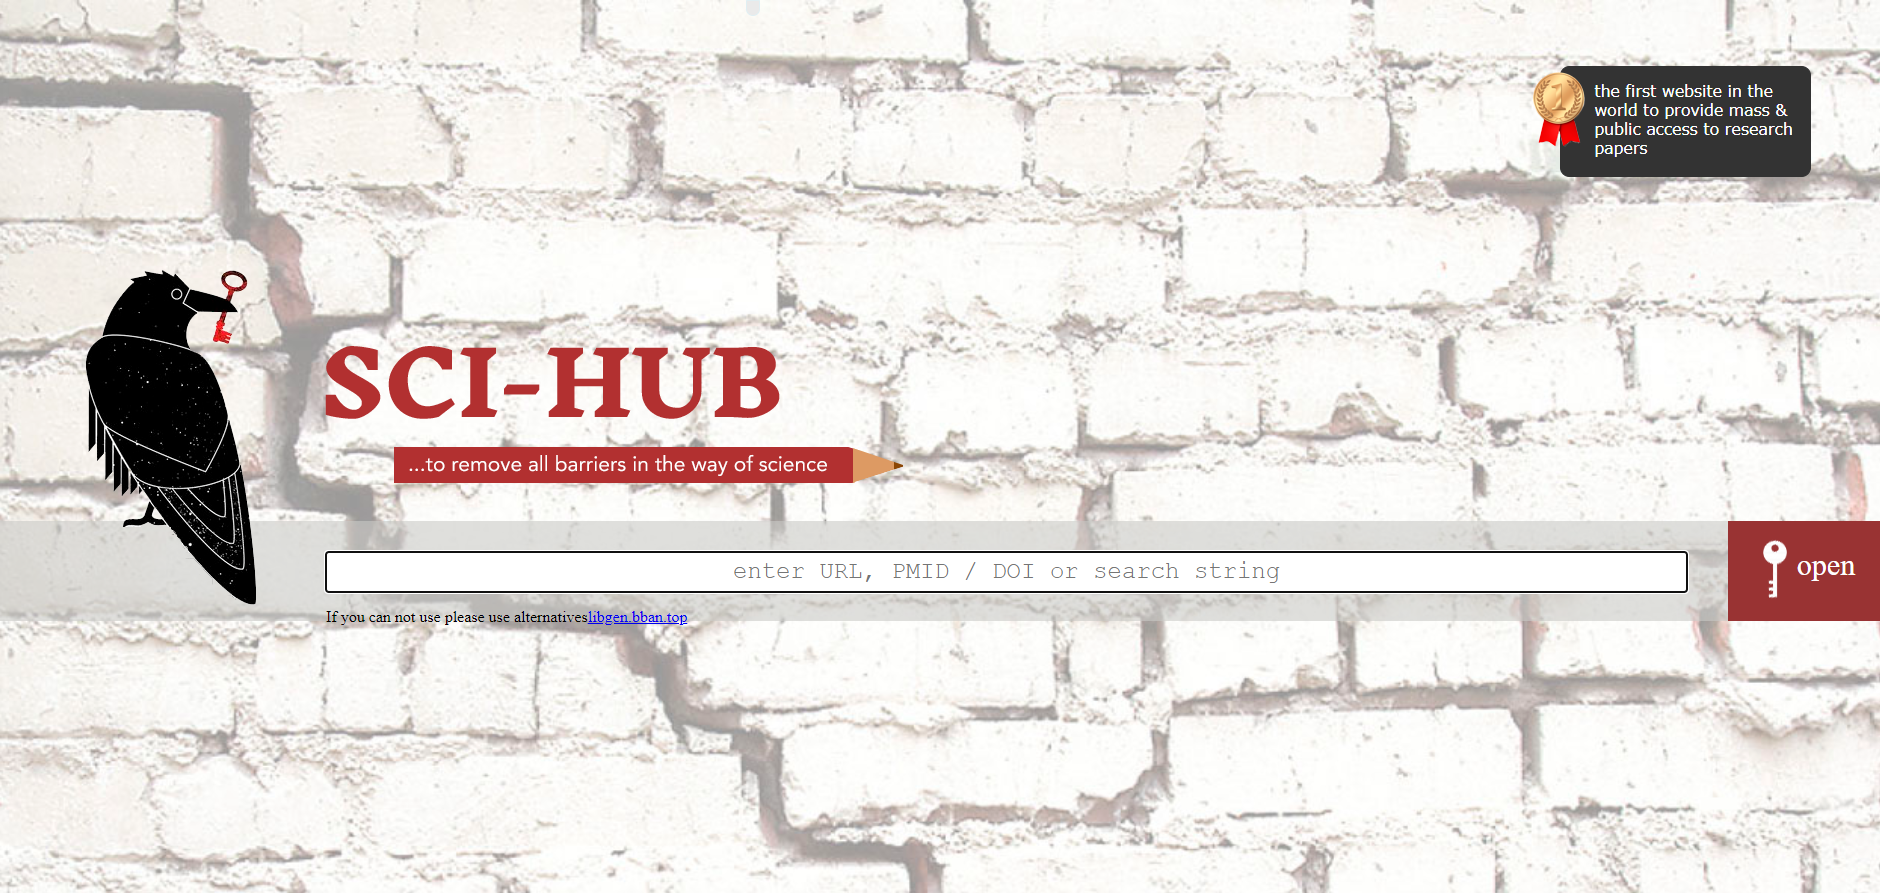 the first website in the
world to provide mass &
public access to research
papers
SCI-HUB
...to remove all barriers in the way of science
enter URL, PMID / DOI or search string
open
If you can not use please use alternativeslibgen.bban.top